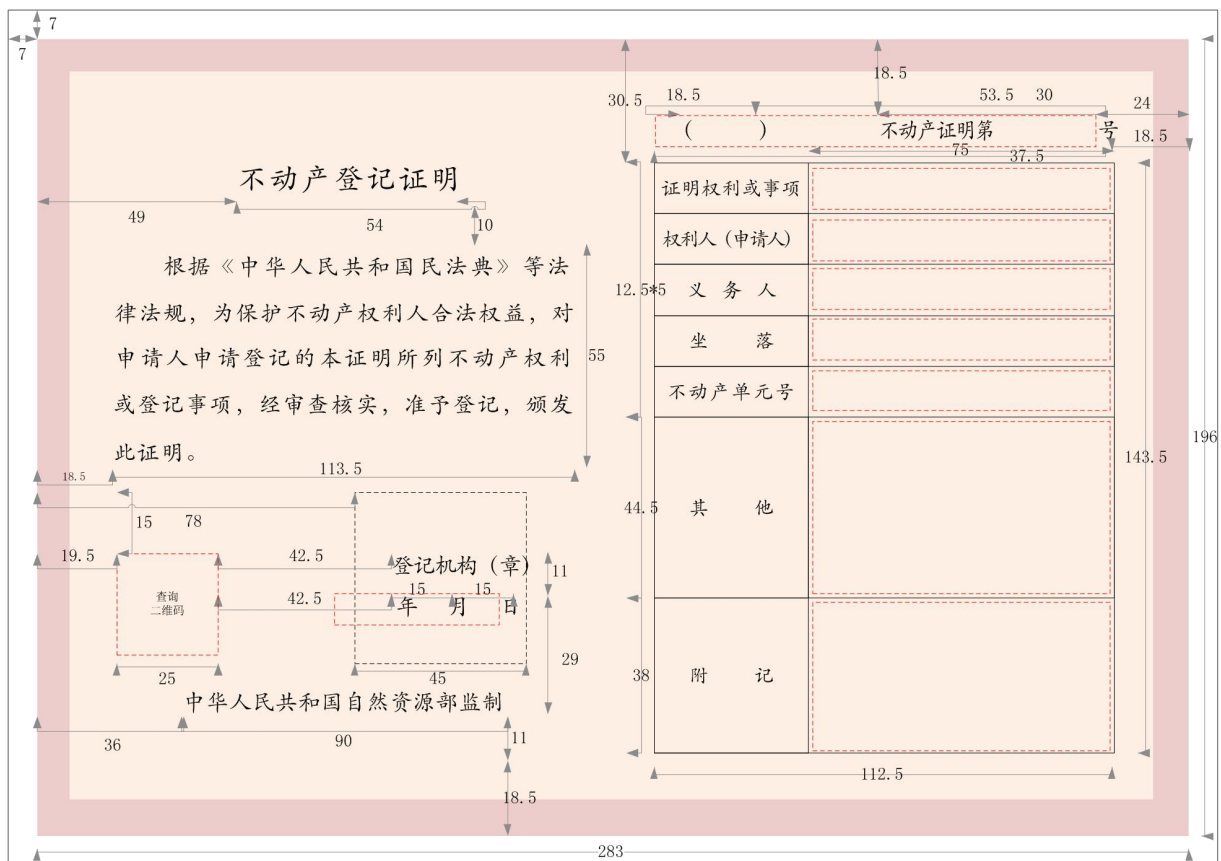 7
7
18.5
30.5
18.5
53.5
30
24
(
)
不动产证明第
号
18.5
75
37.5
不动产登记证明
49
54
10
根据《中华人民共和国民法典》等法
律法规，为保护不动产权利人合法权益，对
申请人申请登记的本证明所列不动产权利
或登记事项，经审查核实，准予登记，颁发
此证明。
55
18.5
113.5
15
78
19.5
42.5
登记机构（章）
11
查询
二维码
42.5
15
15
年 月 日
29
25
45
中华人民共和国自然资源部监制
36
90
11
18.5
证明权利或事项
权利人（申请人）
12.5*5
义务人
坐 落
不动产单元号
44.5
其 他
143.5
196
38
附 记
112.5
283